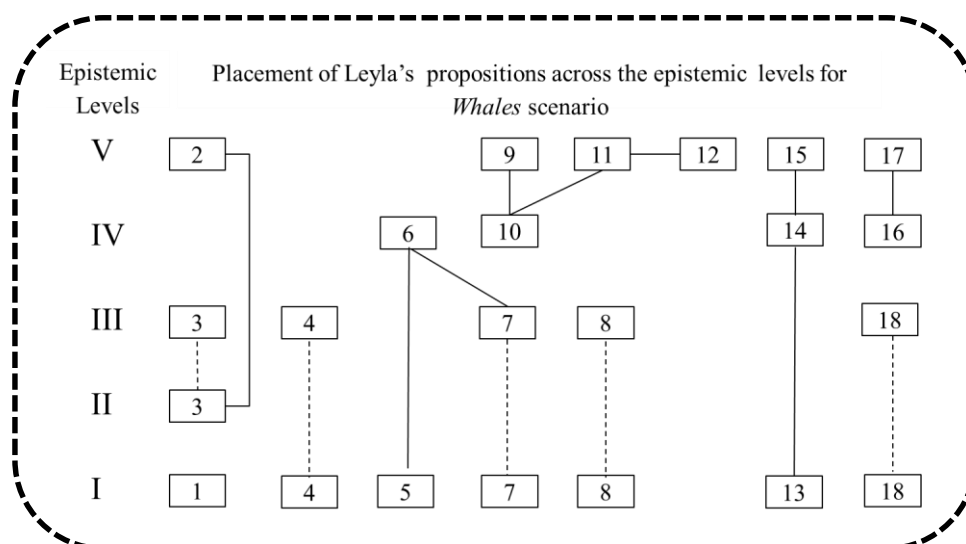 Epistemic
Levels
Placement of Leyla's propositions across the epistemic levels for
Whales scenario
V 2 9 11 12 15 17
IV 6 10 14 16
III 3 4 7 8 18
II 3
I 1 4 5 7 8 13 18